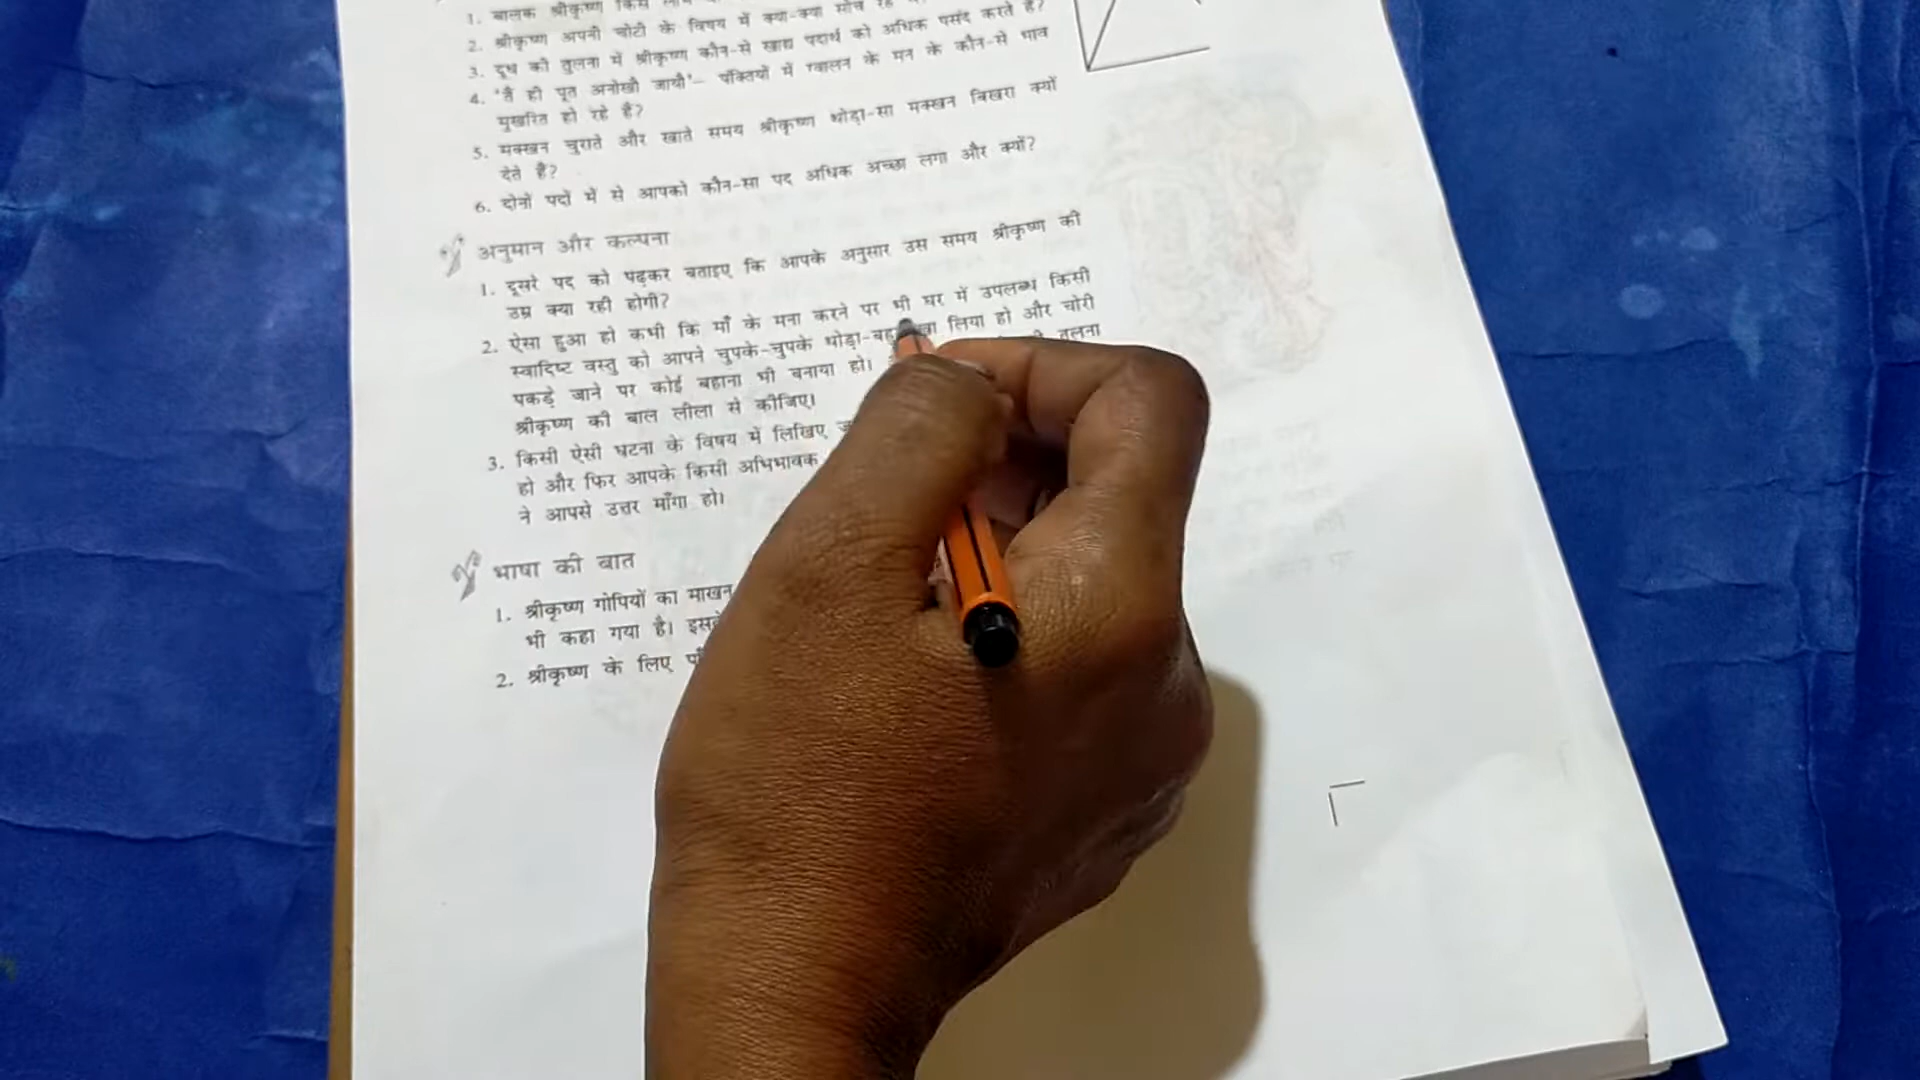 1. बालक श्रीकृष्ण किस
2. श्रीकृष्ण अपनी चोटी के विषय में क्या-क्या सोच रहे
3. दूध की तुलना में श्रीकृष्ण कौन-से खाद्य पदार्थ को अधिक पसंद करते हैं?
4. 'तैं ही पूत अनोखौ जायौ'– पंक्तियों में ग्वालन के मन के कौन-से भाव
मुखरित हो रहे हैं?
5. मक्खन चुराते और खाते समय श्रीकृष्ण थोड़ा-सा मक्खन बिखरा क्यों
देते हैं?
6. दोनों पदों में से आपको कौन-सा पद अधिक अच्छा लगा और क्यों?
अनुमान और कल्पना
1. दूसरे पद को पढ़कर बताइए कि आपके अनुसार उस समय श्रीकृष्ण की
उम्र क्या रही होगी?
2. ऐसा हुआ हो कभी कि माँ के मना करने पर भी घर में उपलब्ध किसी
स्वादिष्ट वस्तु को आपने चुपके-चुपके थोड़ा-बहुत खा लिया हो और चोरी
पकड़े जाने पर कोई बहाना भी बनाया हो। तुलना
श्रीकृष्ण की बाल लीला से कीजिए।
3. किसी ऐसी घटना के विषय में लिखिए
हो और फिर आपके किसी अभिभावक
ने आपसे उत्तर माँगा हो।
भाषा की बात
1. श्रीकृष्ण गोपियों का माखन
भी कहा गया है।
2. श्रीकृष्ण के लिए